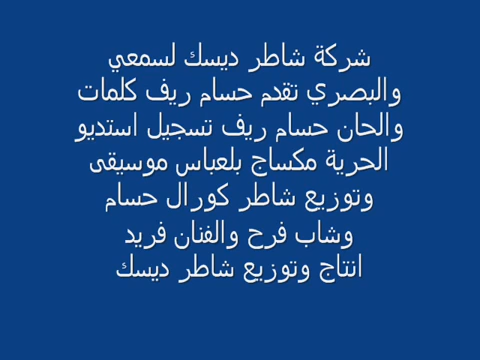 شركة شاطر ديسك لسمعي
والبصري تقدم حسام ريف كلمات
والحان حسام ريف تسجيل استديو
الحرية مكساج بلعباس موسيقى
وتوزيع شاطر كورال حسام
وشاب فرح والفنان فريد
انتاج وتوزيع شاطر ديسك